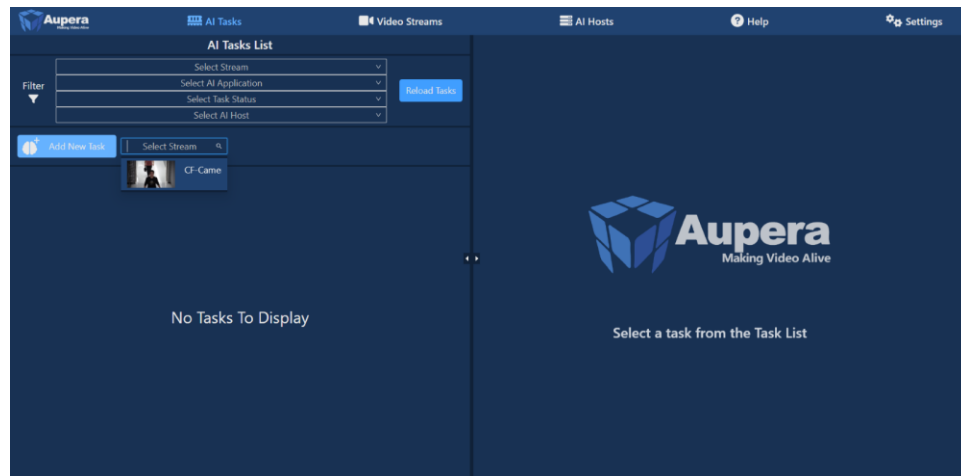 Aupera
Making Video Alive
AI Tasks
Video Streams
AI Hosts
Help
Settings
AI Tasks List
Filter
Select Stream
Select AI Application
Select Task Status
Select AI Host
Reload Tasks
Add New Task
Select Stream
CF-Came
No Tasks To Display
Aupera
Making Video Alive
Select a task from the Task List